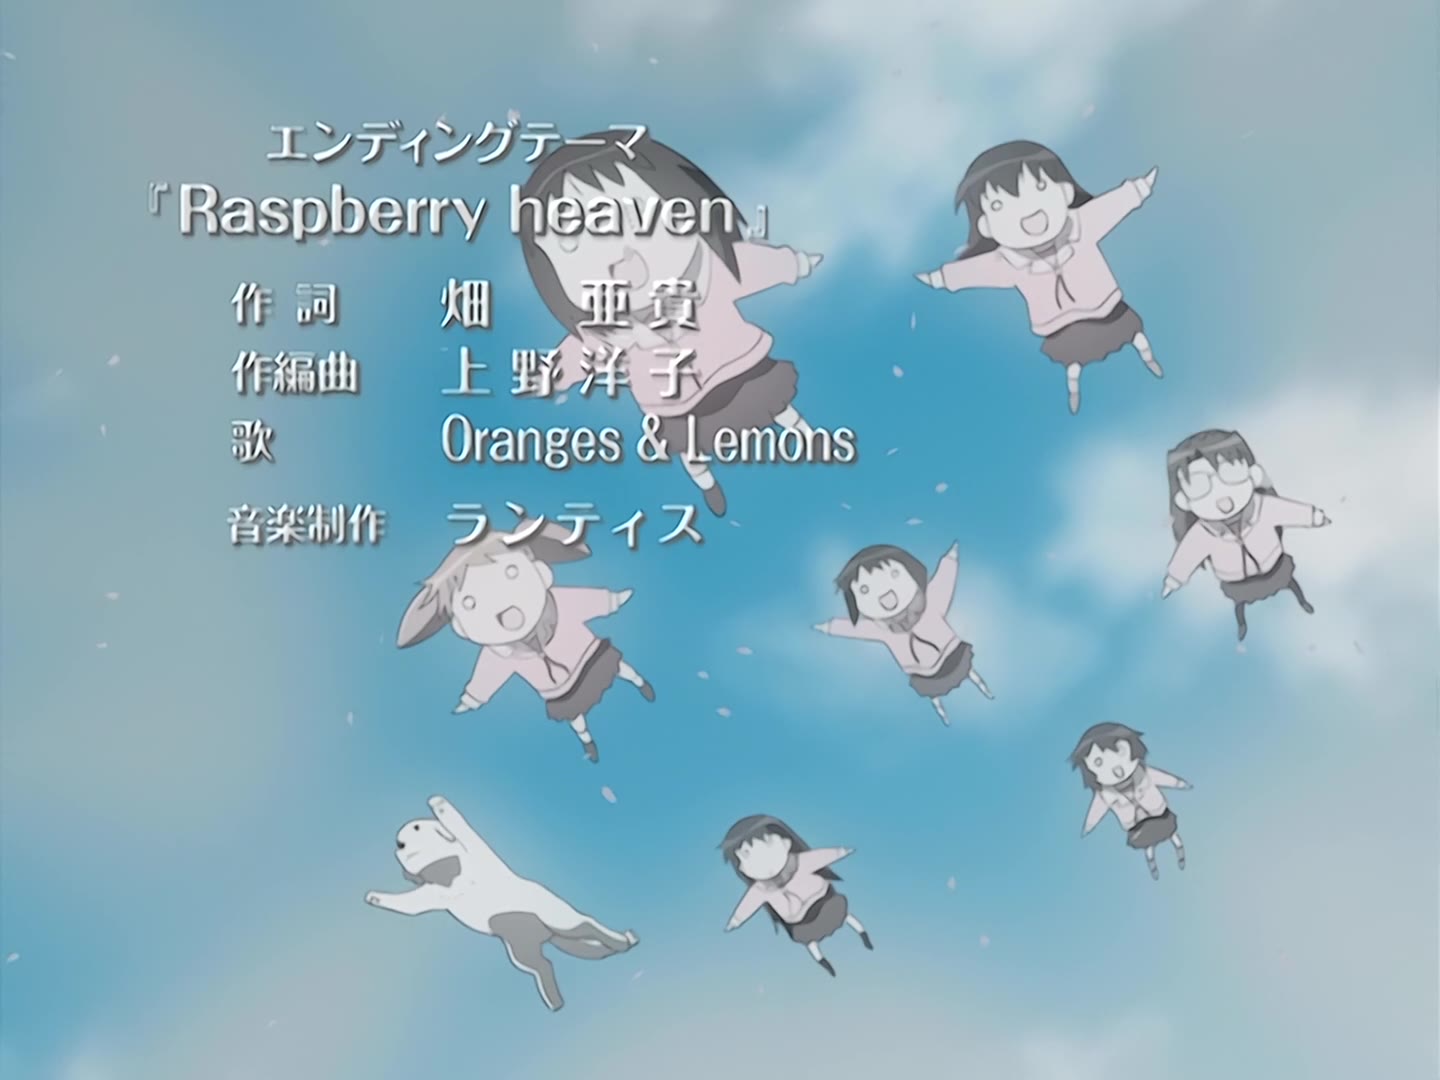 エンディングテーマ
『Raspberry heaven』
作 詞 畑 亜 貴
作編曲 上 野 洋 子
歌 Oranges & Lemons
音楽制作 ランティス